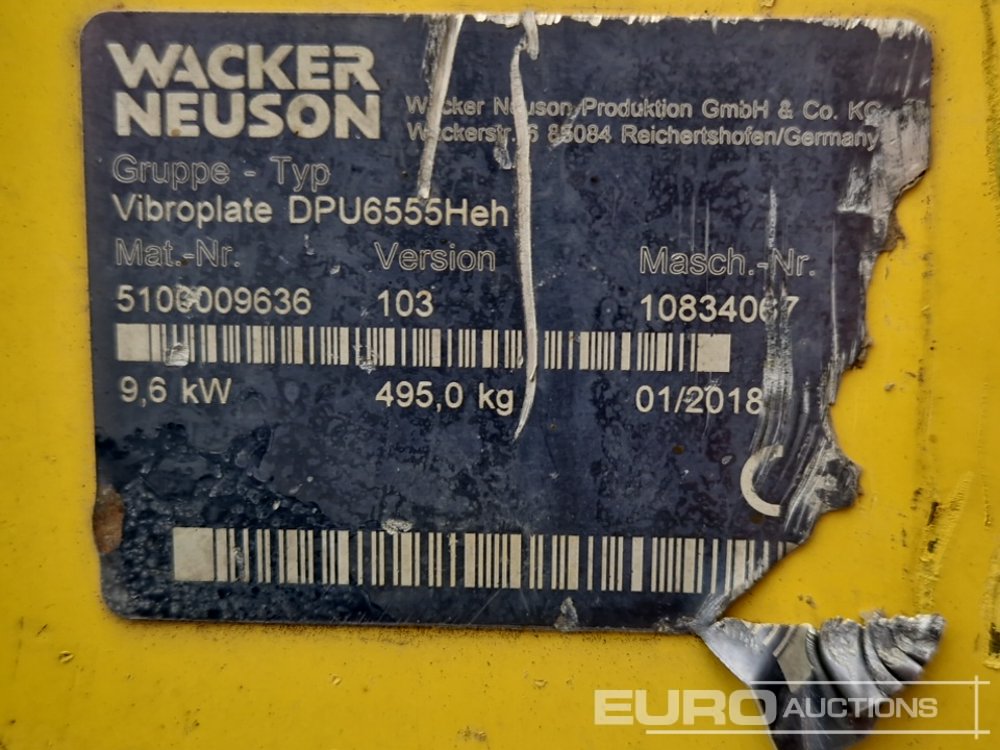 WACKER
NEUSON
Wacker Neuson Produktion GmbH & Co. KG
Wackerstr. 6 85084 Reichertshofen/Germany
Gruppe - Typ
Vibroplate DPU6555Heh
Mat.-Nr. Version Masch.-Nr.
5100009636 103 10834067
9,6 kW 495,0 kg 01/2018
EURO AUCTIONS